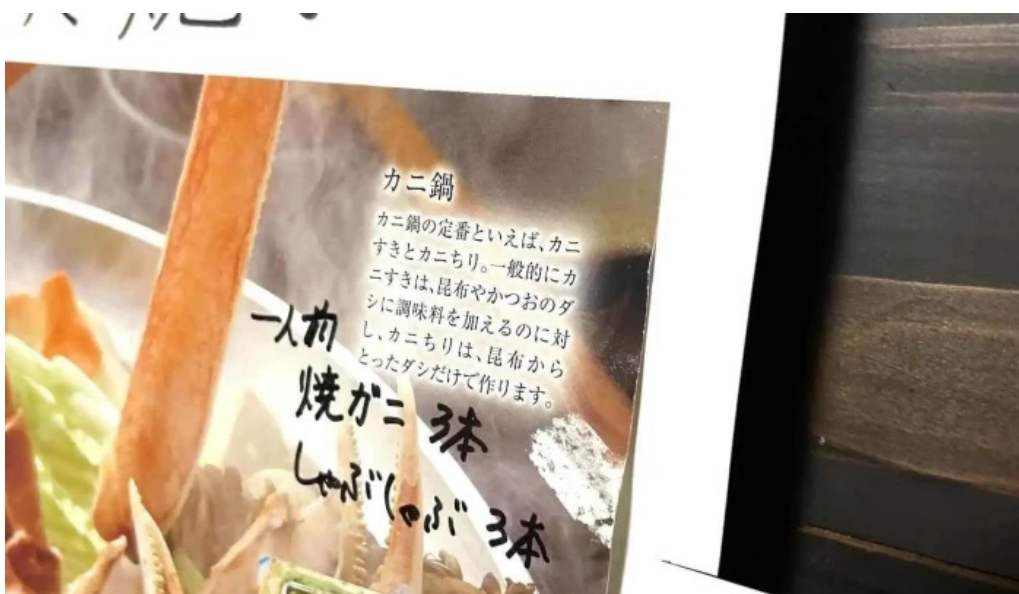 カニ鍋
カニ鍋の定番といえば、カニ
すきとカニちり。一般的にカ
ニすきは、昆布やかつおのダ
シに調味料を加えるのに対
し、カニちりは、昆布から
とったダシだけで作ります。
一人前
焼ガニ 3本
しゃぶしゃぶ 3本